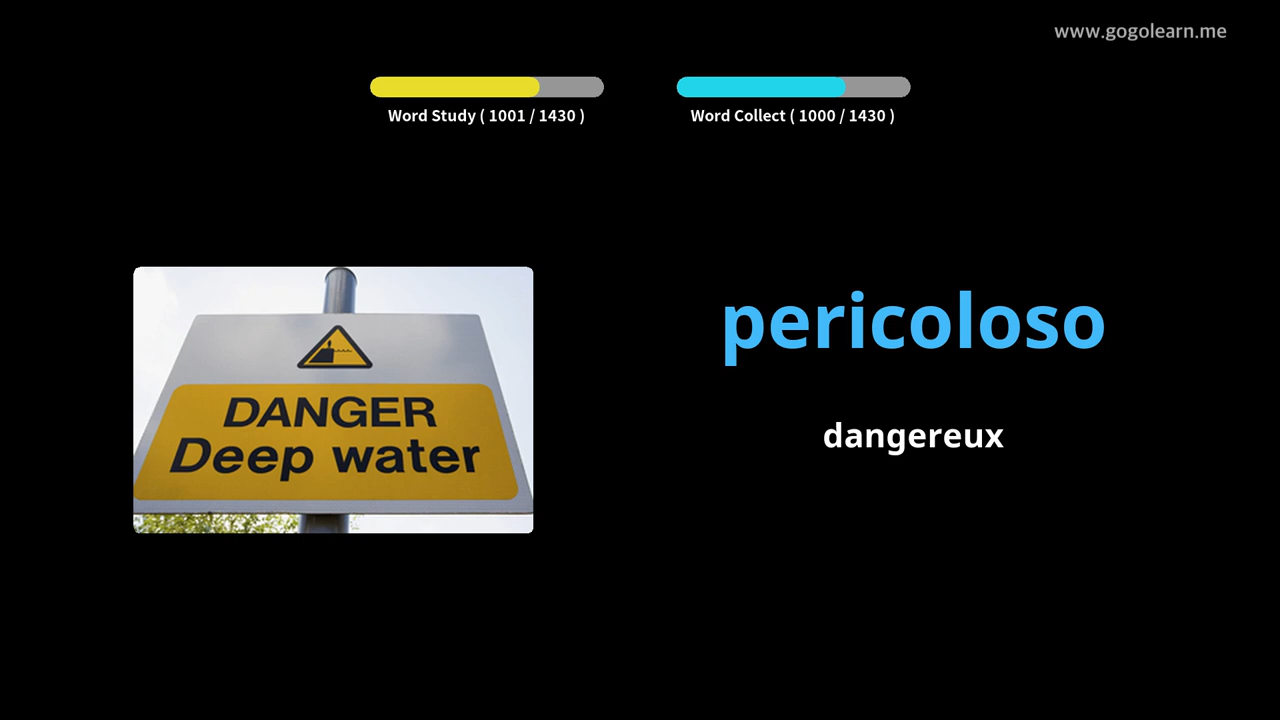 www.gogolearn.me
Word Study ( 1001 / 1430 )
Word Collect ( 1000 / 1430 )
DANGER
Deep water
pericoloso
dangereux